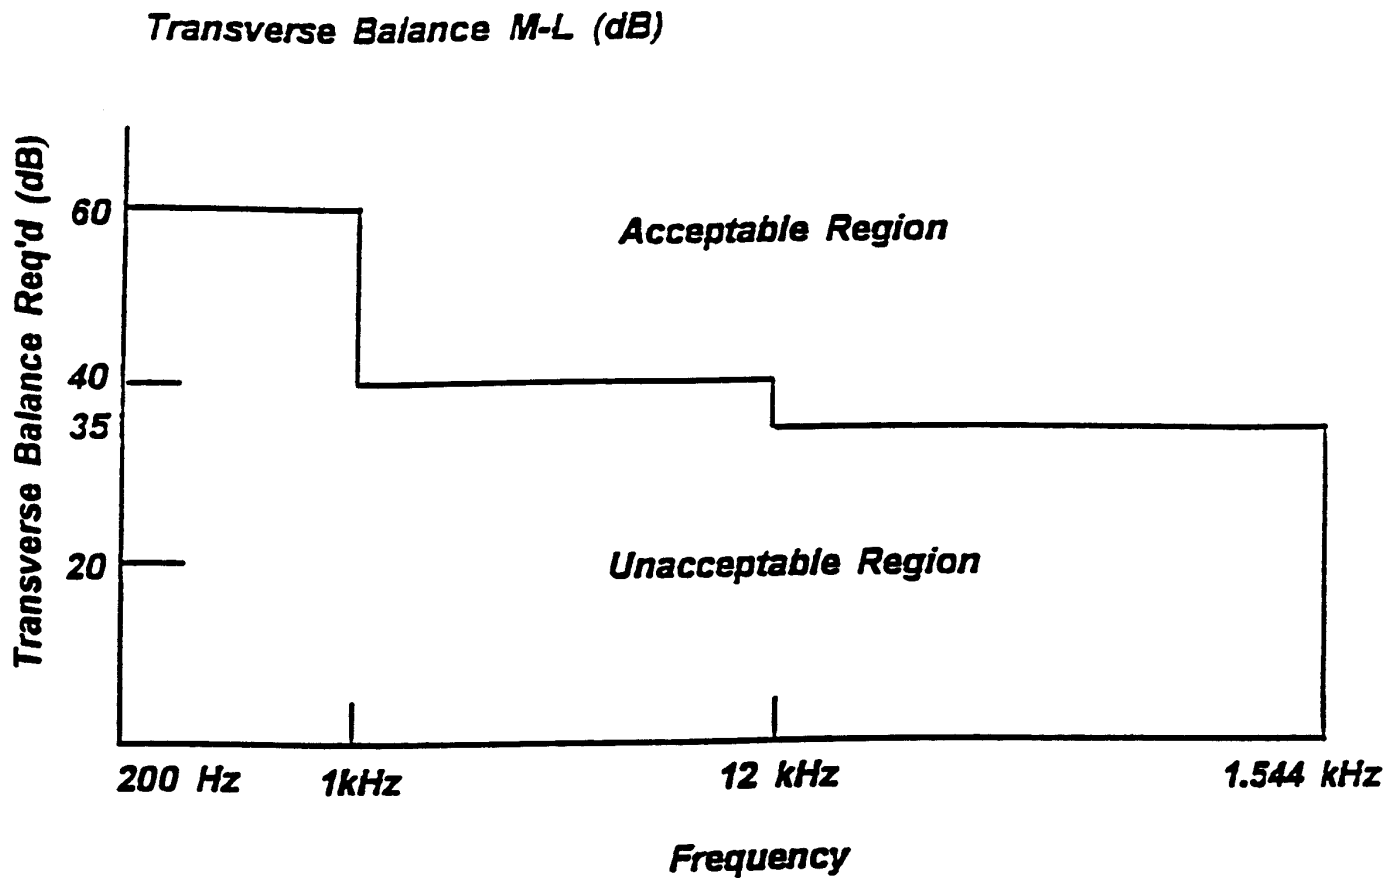 Transverse Balance M-L (dB)
Transverse Balance Req'd (dB)
60
Acceptable Region
40
35
20
Unacceptable Region
200 Hz 1kHz 12 kHz 1.544 kHz
Frequency